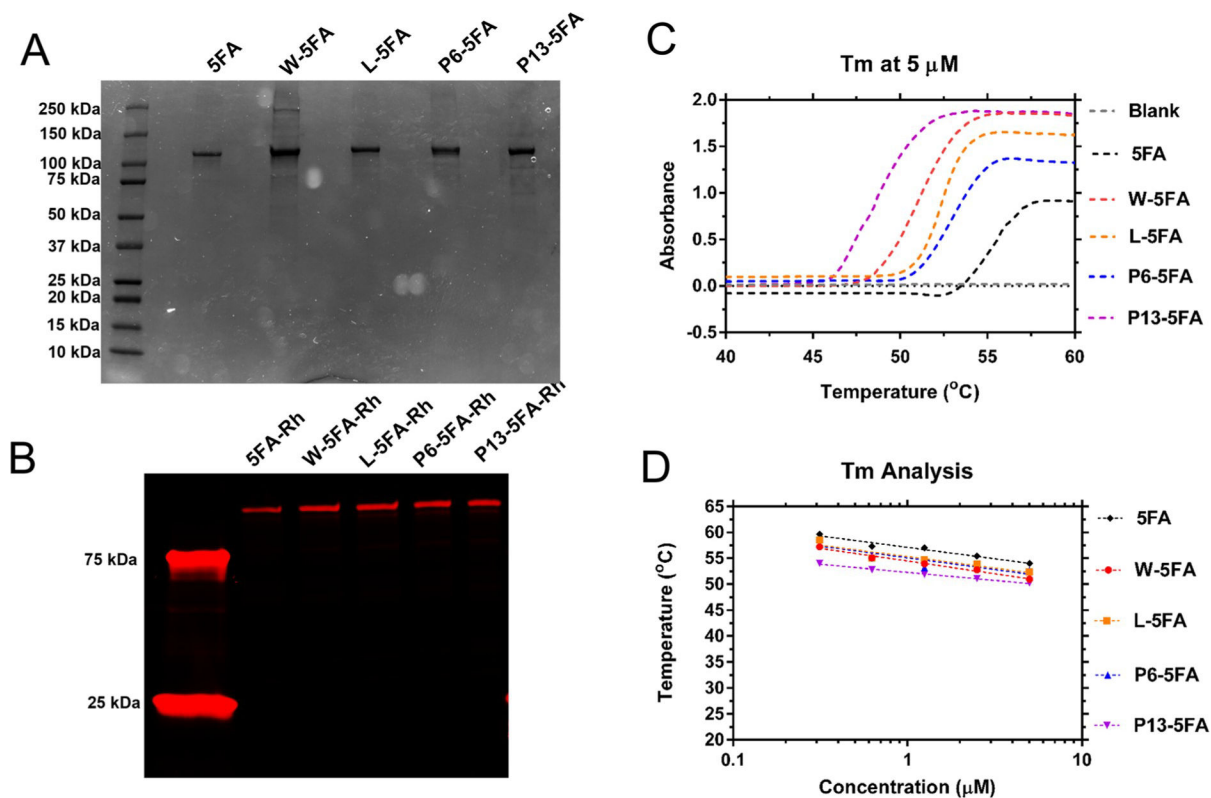 A
5FA
W-5FA
L-5FA
P6-5FA
P13-5FA
250 kDa
150 kDa
100 kDa
75 kDa
50 kDa
37 kDa
25 kDa
20 kDa
15 kDa
10 kDa
B
5FA-Rh
W-5FA-Rh
L-5FA-Rh
P6-5FA-Rh
P13-5FA-Rh
75 kDa
25 kDa
C
Tm at 5 μM
Absorbance
2.0
1.5
1.0
0.5
0.0
-0.5
40
45
50
55
60
Temperature (°C)
Blank
5FA
W-5FA
L-5FA
P6-5FA
P13-5FA
D
Tm Analysis
Temperature (°C)
65
60
55
50
45
40
35
30
25
20
0.1
1
10
Concentration (μM)
5FA
W-5FA
L-5FA
P6-5FA
P13-5FA